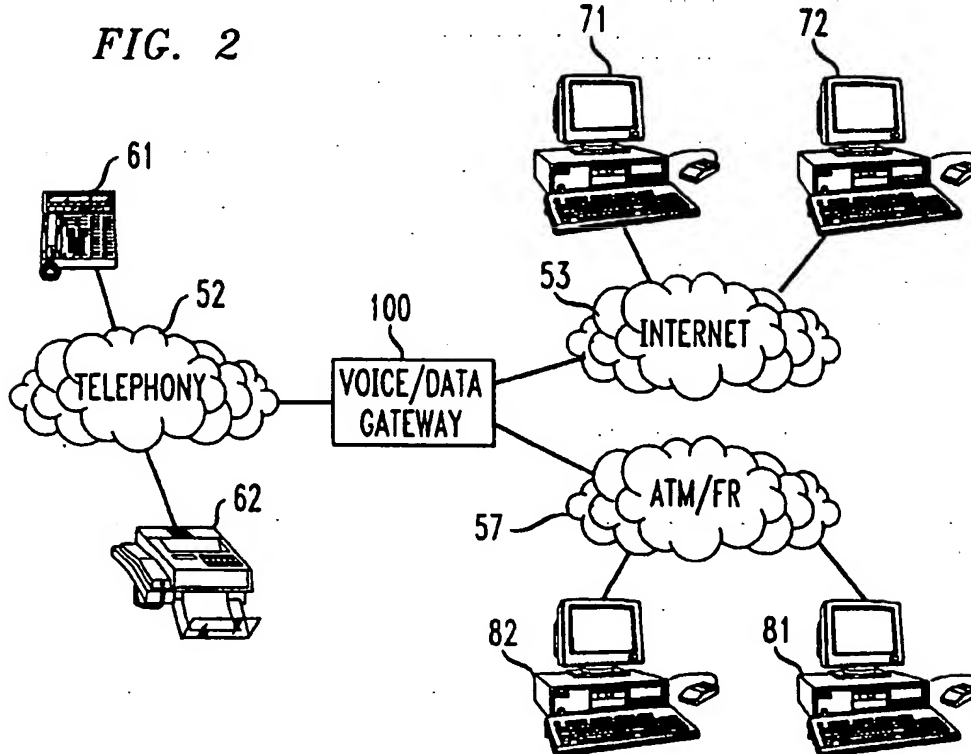 FIG. 2
71
72
61
52
53
100
INTERNET
TELEPHONY
VOICE/DATA
GATEWAY
ATM/FR
57
62
82
81